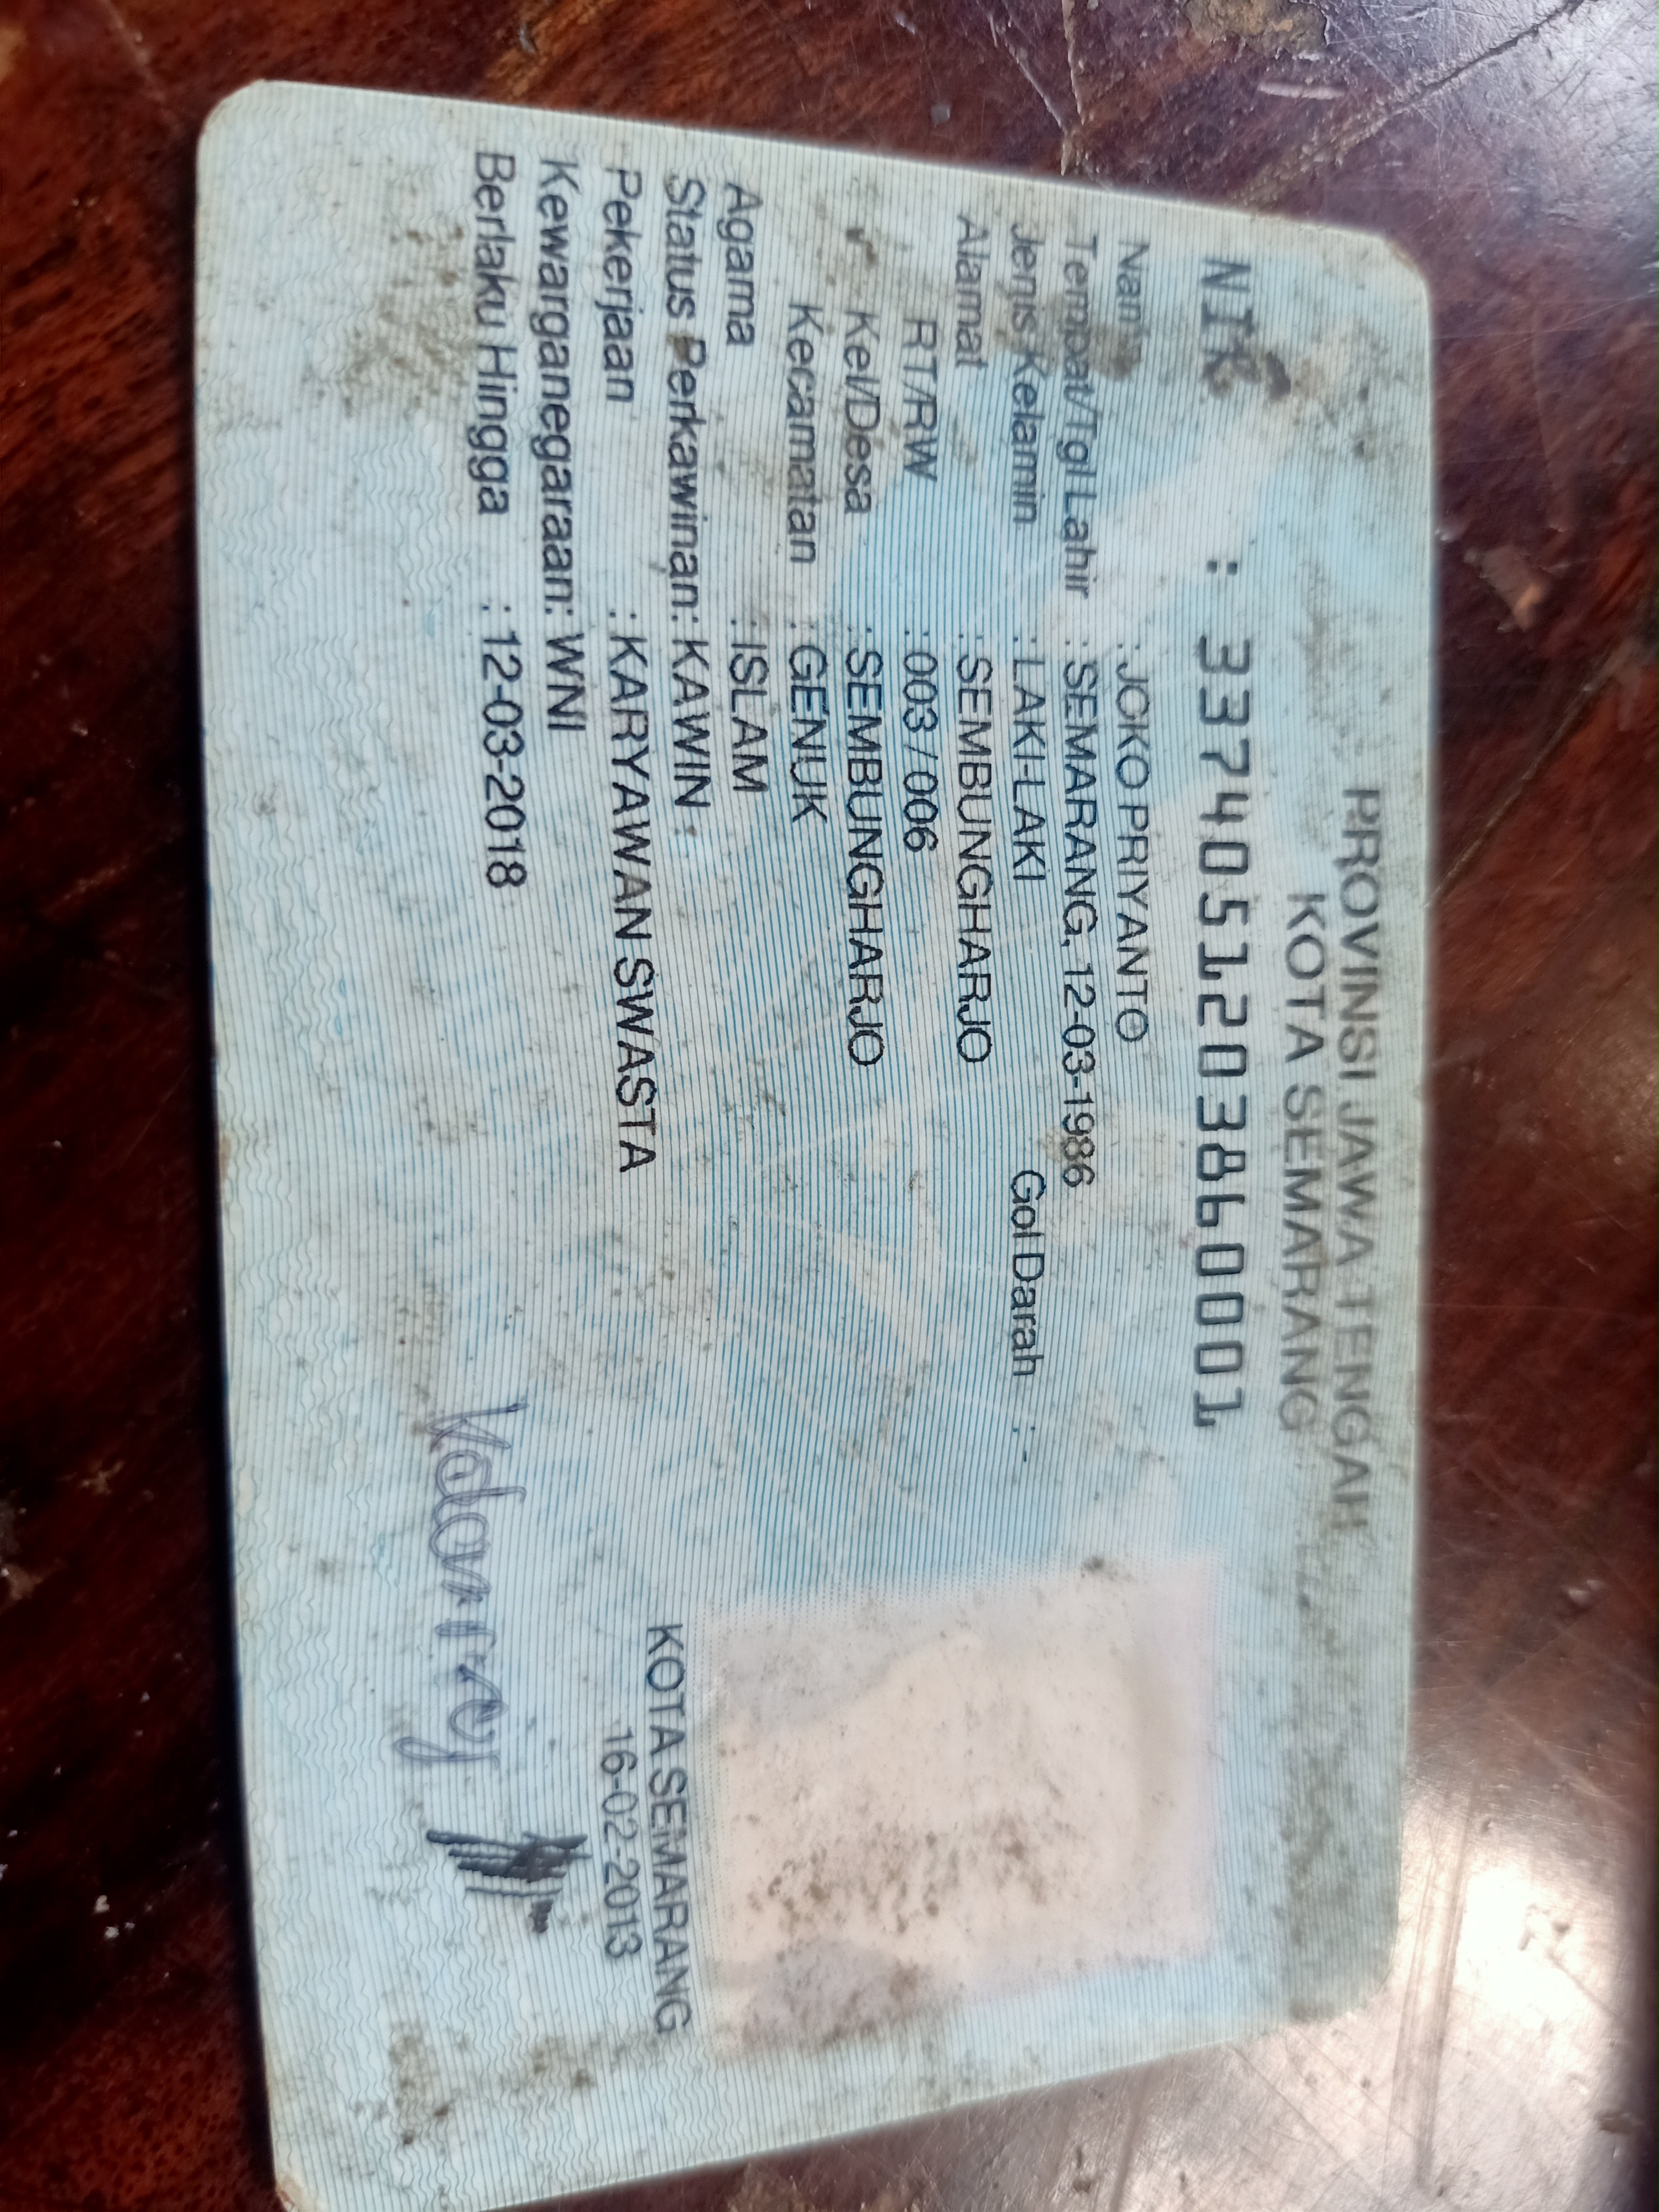 PROVINSI JAWA TENGAH
KOTA SEMARANG
NIK : 3374051203860001
Nama : JOKO PRIYANTO
Tempat/Tgl Lahir : SEMARANG, 12-03-1986
Jenis Kelamin : LAKI-LAKI Gol Darah : -
Alamat : SEMBUNGHARJO
RT/RW : 003 / 006
Kel/Desa : SEMBUNGHARJO
Kecamatan : GENUK
Agama : ISLAM
Status Perkawinan: KAWIN
Pekerjaan : KARYAWAN SWASTA
Kewarganegaraan: WNI
Berlaku Hingga : 12-03-2018
KOTA SEMARANG
16-02-2013